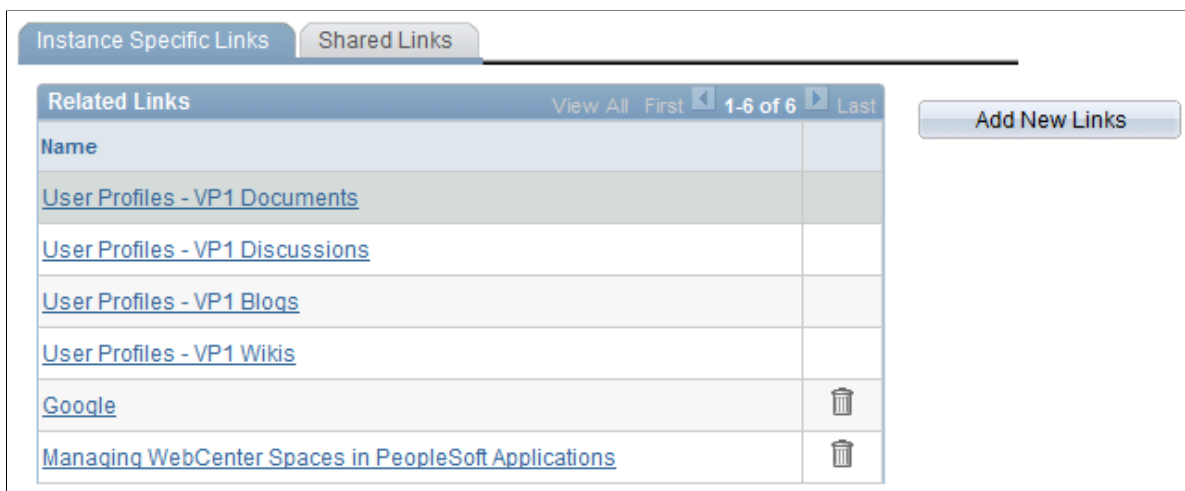 Instance Specific Links Shared Links
Related Links View All First 1-6 of 6 Last
Add New Links
Name
User Profiles - VP1 Documents
User Profiles - VP1 Discussions
User Profiles - VP1 Blogs
User Profiles - VP1 Wikis
Google
Managing WebCenter Spaces in PeopleSoft Applications